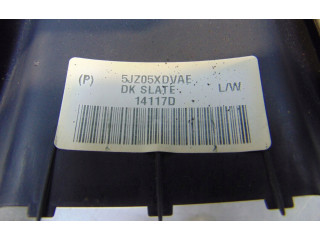 (P) 5JZ05XDVAE
DK SLATE L/W
14117D